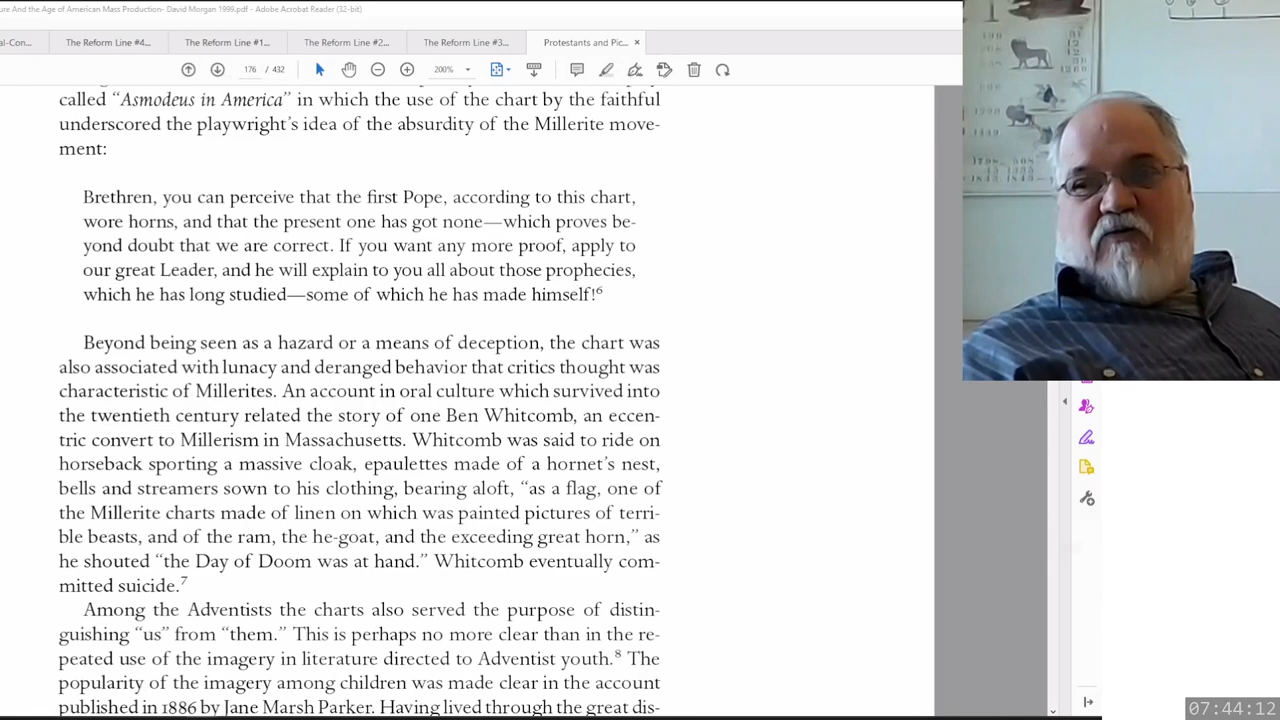 ure And the Age of American Mass Production- David Morgan 1999.pdf - Adobe Acrobat Reader (32-bit)
al-Con... The Reform Line #4... The Reform Line #1... The Reform Line #2... The Reform Line #3... Protestants and Pic... ×
176 / 432 200%
called “Asmodeus in America” in which the use of the chart by the faithful
underscored the playwright’s idea of the absurdity of the Millerite move-
ment:
Brethren, you can perceive that the first Pope, according to this chart,
wore horns, and that the present one has got none—which proves be-
yond doubt that we are correct. If you want any more proof, apply to
our great Leader, and he will explain to you all about those prophecies,
which he has long studied—some of which he has made himself!6
Beyond being seen as a hazard or a means of deception, the chart was
also associated with lunacy and deranged behavior that critics thought was
characteristic of Millerites. An account in oral culture which survived into
the twentieth century related the story of one Ben Whitcomb, an eccen-
tric convert to Millerism in Massachusetts. Whitcomb was said to ride on
horseback sporting a massive cloak, epaulettes made of a hornet’s nest,
bells and streamers sown to his clothing, bearing aloft, “as a flag, one of
the Millerite charts made of linen on which was painted pictures of terri-
ble beasts, and of the ram, the he-goat, and the exceeding great horn,” as
he shouted “the Day of Doom was at hand.” Whitcomb eventually com-
mitted suicide.7
Among the Adventists the charts also served the purpose of distin-
guishing “us” from “them.” This is perhaps no more clear than in the re-
peated use of the imagery in literature directed to Adventist youth.8 The
popularity of the imagery among children was made clear in the account
published in 1886 by Jane Marsh Parker. Having lived through the great dis-
07:44:12